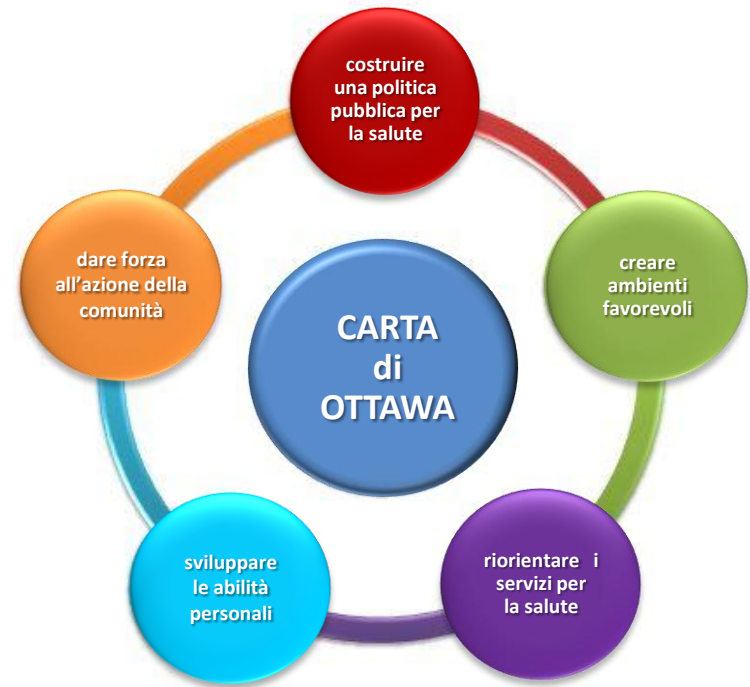 costruire
una politica
pubblica per
la salute
dare forza
all'azione della
comunità
creare
ambienti
favorevoli
CARTA
di
OTTAWA
sviluppare
le abilità
personali
riorientare i
servizi per
la salute